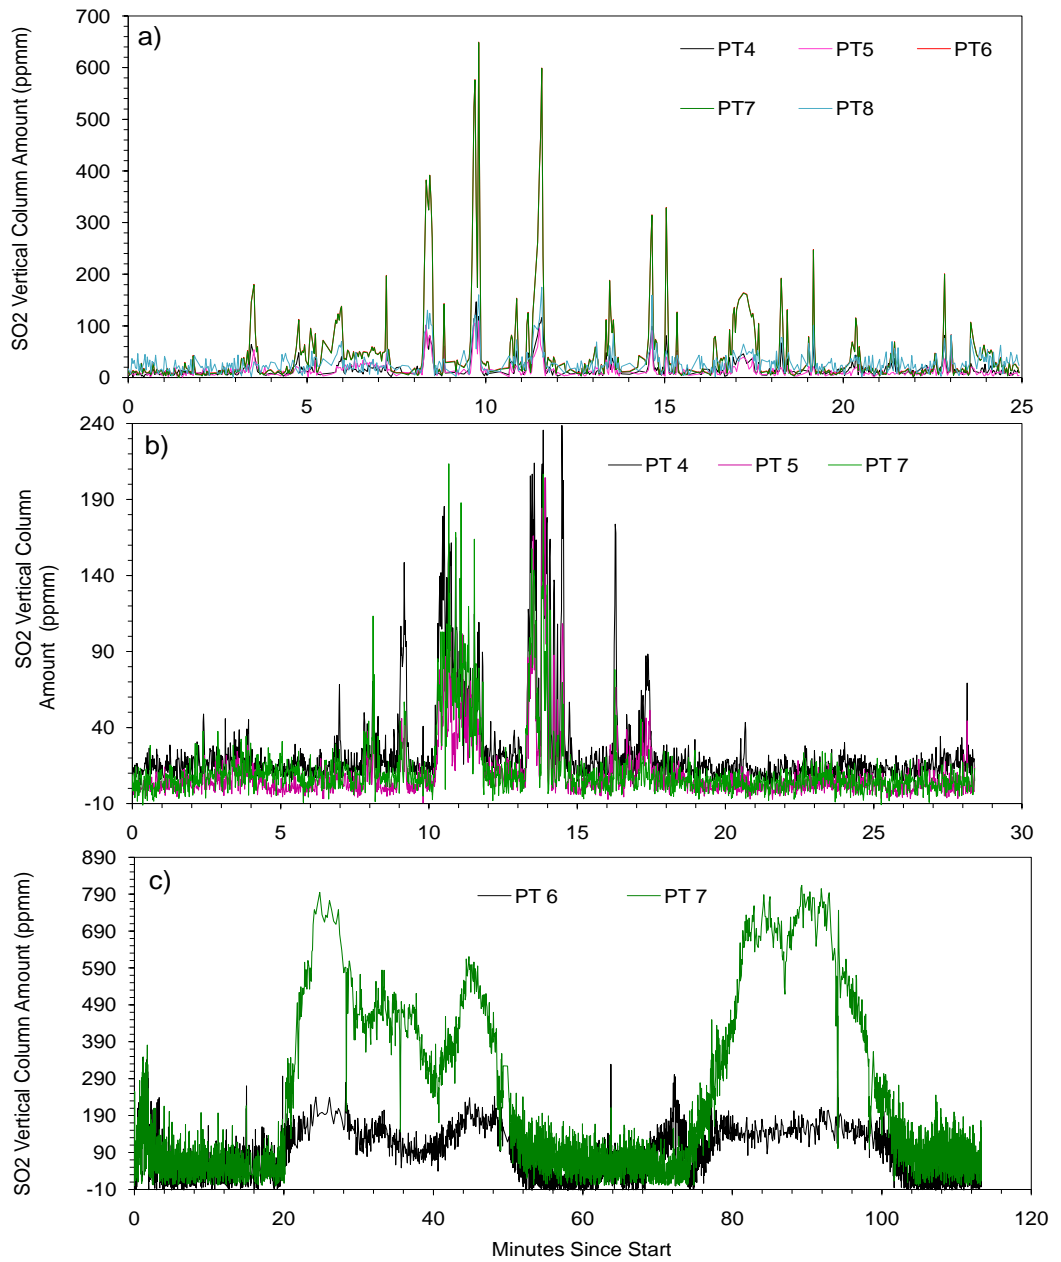 a)
SO2 Vertical Column Amount (ppmm)
700
600
500
400
300
200
100
0
PT4 PT5 PT6
PT7 PT8
0 5 10 15 20 25
b)
SO2 Vertical Column
Amount (ppmm)
240
190
140
90
40
-10
PT 4 PT 5 PT 7
0 5 10 15 20 25 30
c)
SO2 Vertical Column Amount (ppmm)
890
790
690
590
490
390
290
190
90
-10
PT 6 PT 7
0 20 40 60 80 100 120
Minutes Since Start